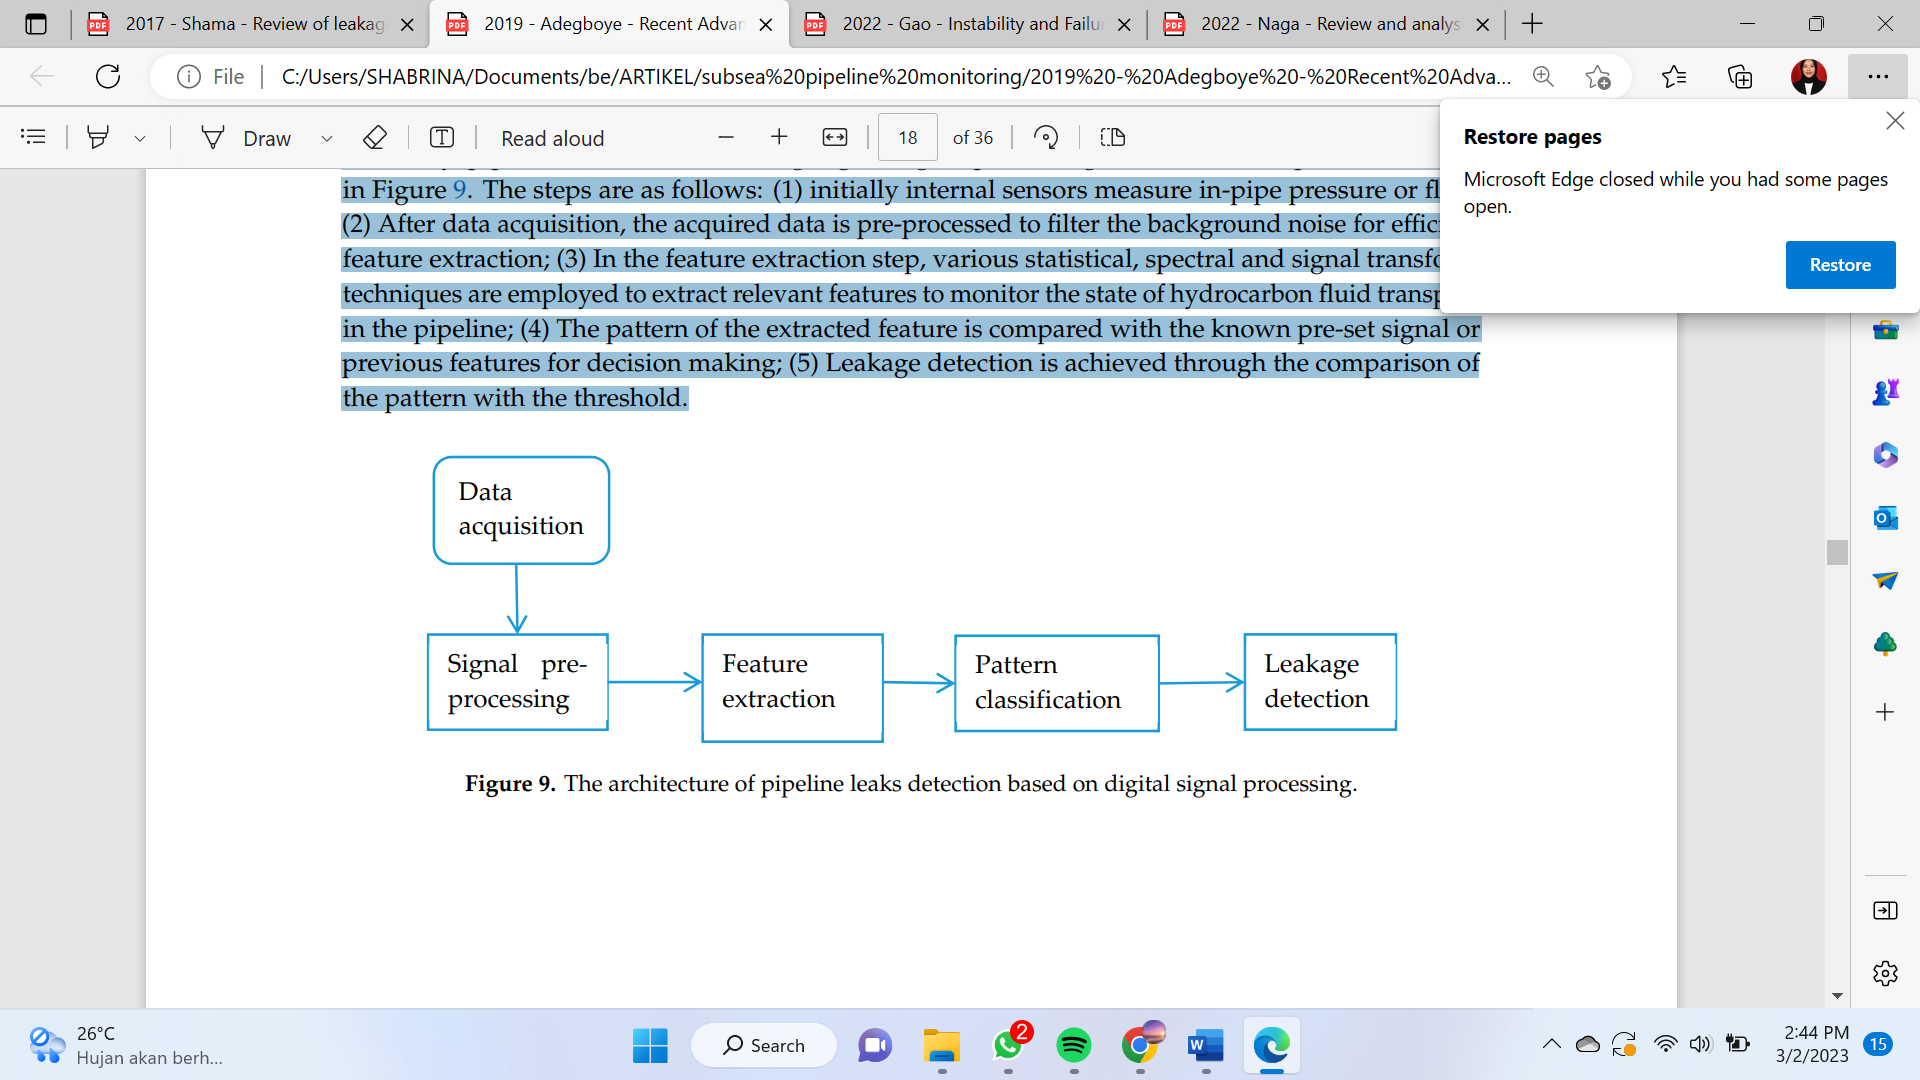 2017 - Shama - Review of leakag
2019 - Adegboye - Recent Advan
2022 - Gao - Instability and Failu
2022 - Naga - Review and analys
File
C:/Users/SHABRINA/Documents/be/ARTIKEL/subsea%20pipeline%20monitoring/2019%20-%20Adegboye%20-%20Recent%20Adva...
Draw
Read aloud
18
of 36
Restore pages
Microsoft Edge closed while you had some pages
open.
Restore
in Figure 9. The steps are as follows: (1) initially internal sensors measure in-pipe pressure or fl
(2) After data acquisition, the acquired data is pre-processed to filter the background noise for effici
feature extraction; (3) In the feature extraction step, various statistical, spectral and signal transfo
techniques are employed to extract relevant features to monitor the state of hydrocarbon fluid transp
in the pipeline; (4) The pattern of the extracted feature is compared with the known pre-set signal or
previous features for decision making; (5) Leakage detection is achieved through the comparison of
the pattern with the threshold.
Data
acquisition
Signal pre-
processing
Feature
extraction
Pattern
classification
Leakage
detection
Figure 9. The architecture of pipeline leaks detection based on digital signal processing.
26°C
Hujan akan berh...
Search
2
2:44 PM
3/2/2023
15